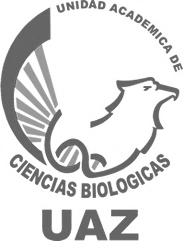 UNIDAD ACADEMICA DE
CIENCIAS BIOLOGICAS
UAZ